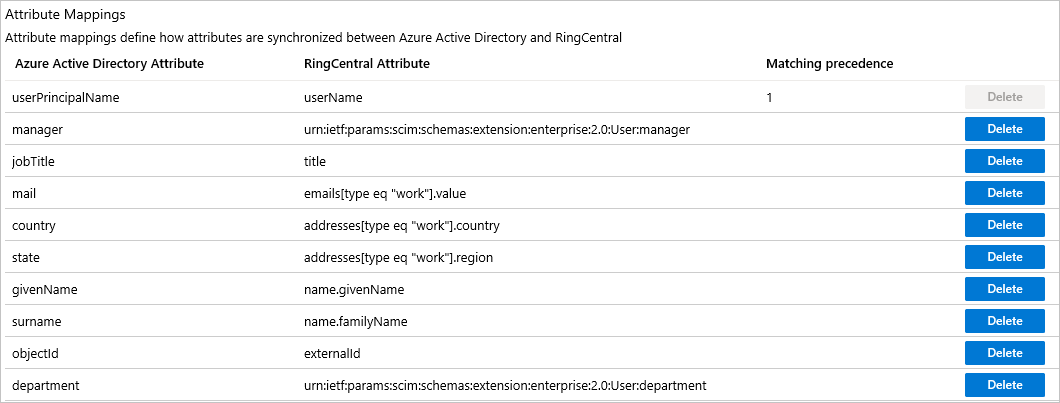 Attribute Mappings
Attribute mappings define how attributes are synchronized between Azure Active Directory and RingCentral
Azure Active Directory Attribute RingCentral Attribute Matching precedence
userPrincipalName userName 1 Delete
manager urn:ietf:params:scim:schemas:extension:enterprise:2.0:User:manager Delete
jobTitle title Delete
mail emails[type eq "work"].value Delete
country addresses[type eq "work"].country Delete
state addresses[type eq "work"].region Delete
givenName name.givenName Delete
surname name.familyName Delete
objectId externalId Delete
department urn:ietf:params:scim:schemas:extension:enterprise:2.0:User:department Delete